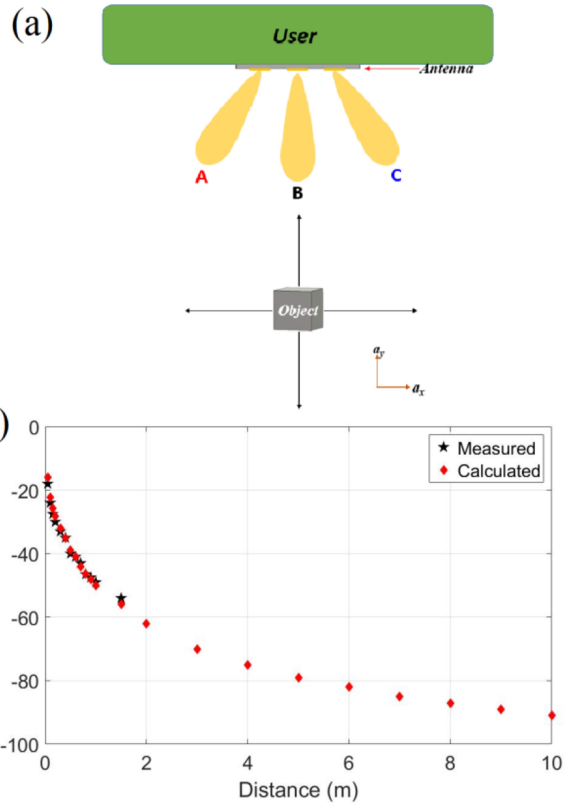 (a)
User
Antenna
A
B
C
Object
a_y
a_x
)
0
-20
-40
-60
-80
-100
Measured
Calculated
0 2 4 6 8 10
Distance (m)